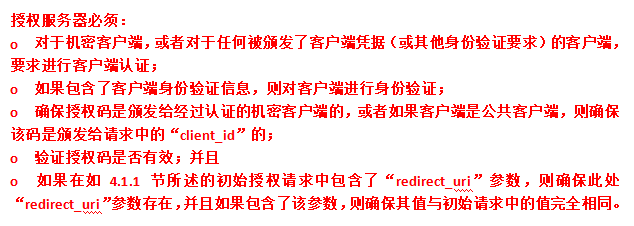 授权服务器必须：
o 对于机密客户端，或者对于任何被颁发了客户端凭据（或其他身份验证要求）的客户端，
要求进行客户端认证；
o 如果包含了客户端身份验证信息，则对客户端进行身份验证；
o 确保授权码是颁发给经过认证的机密客户端的，或者如果客户端是公共客户端，则确保
该码是颁发给请求中的“client_id”的；
o 验证授权码是否有效；并且
o 如果在如 4.1.1 节所述的初始授权请求中包含了“redirect_uri”参数，则确保此处
“redirect_uri”参数存在，并且如果包含了该参数，则确保其值与初始请求中的值完全相同。